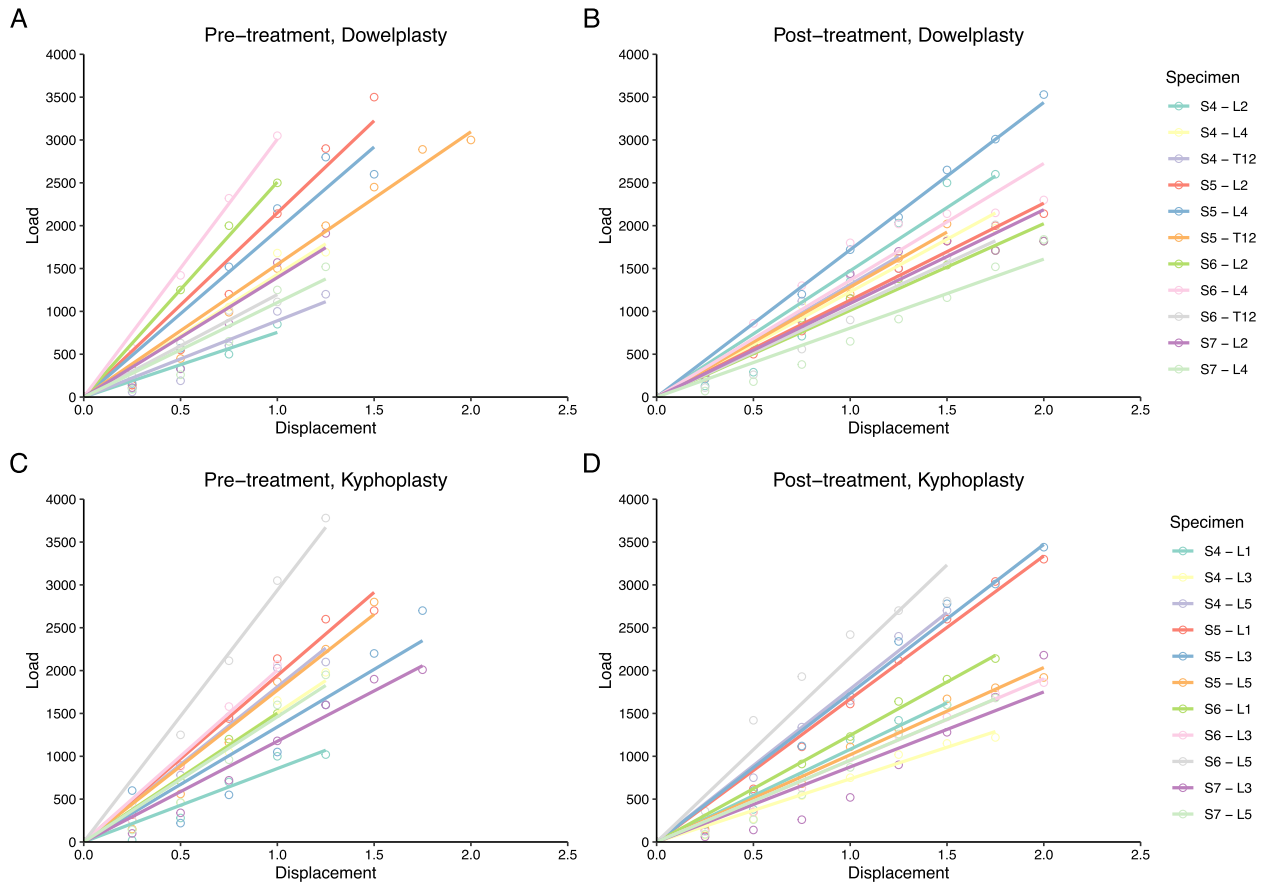 A
Pre−treatment, Dowelplasty
4000
3500
3000
2500
2000
1500
1000
500
0
Load
0.0 0.5 1.0 1.5 2.0 2.5
Displacement
B
Post−treatment, Dowelplasty
4000
3500
3000
2500
2000
1500
1000
500
0
Load
0.0 0.5 1.0 1.5 2.0 2.5
Displacement
Specimen
S4 − L2
S4 − L4
S4 − T12
S5 − L2
S5 − L4
S5 − T12
S6 − L2
S6 − L4
S6 − T12
S7 − L2
S7 − L4
C
Pre−treatment, Kyphoplasty
4000
3500
3000
2500
2000
1500
1000
500
0
Load
0.0 0.5 1.0 1.5 2.0 2.5
Displacement
D
Post−treatment, Kyphoplasty
4000
3500
3000
2500
2000
1500
1000
500
0
Load
0.0 0.5 1.0 1.5 2.0 2.5
Displacement
Specimen
S4 − L1
S4 − L3
S4 − L5
S5 − L1
S5 − L3
S5 − L5
S6 − L1
S6 − L3
S6 − L5
S7 − L3
S7 − L5